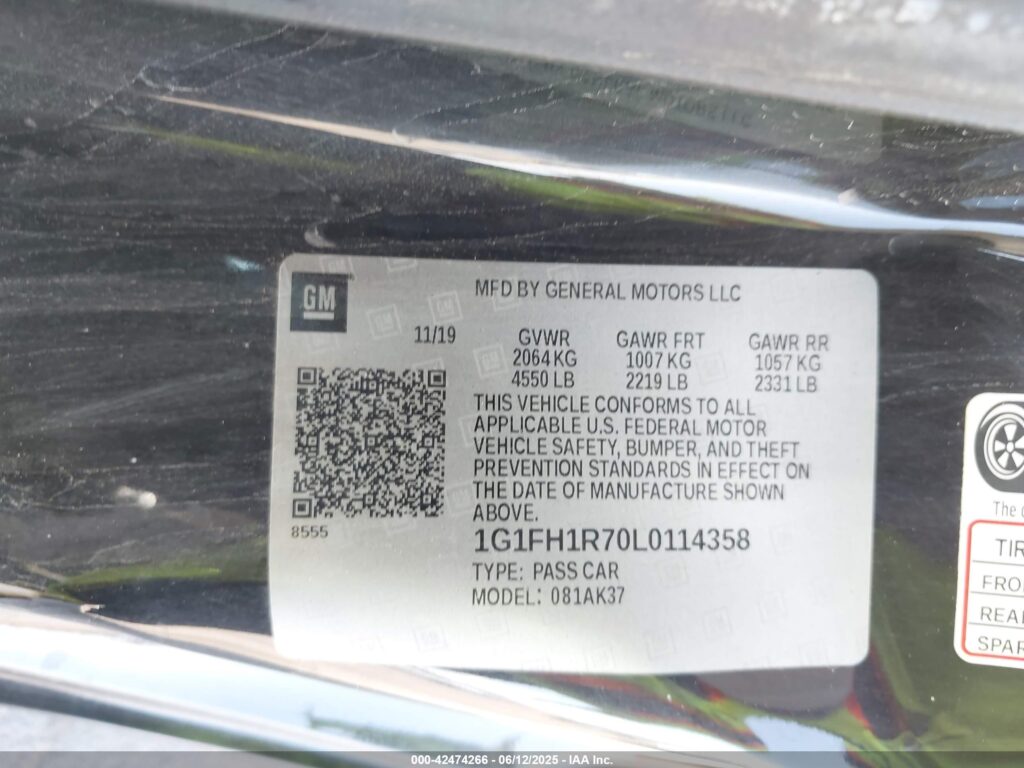 GM
MFD BY GENERAL MOTORS LLC
11/19
GVWR GAWR FRT GAWR RR
2064 KG 1007 KG 1057 KG
4550 LB 2219 LB 2331 LB
THIS VEHICLE CONFORMS TO ALL
APPLICABLE U.S. FEDERAL MOTOR
VEHICLE SAFETY, BUMPER, AND THEFT
PREVENTION STANDARDS IN EFFECT ON
THE DATE OF MANUFACTURE SHOWN
ABOVE.
8555
1G1FH1R70L0114358
TYPE: PASS CAR
MODEL: 081AK37
The
TIR
FRO
REA
SPAR
000-42474266 - 06/12/2025 - IAA Inc.